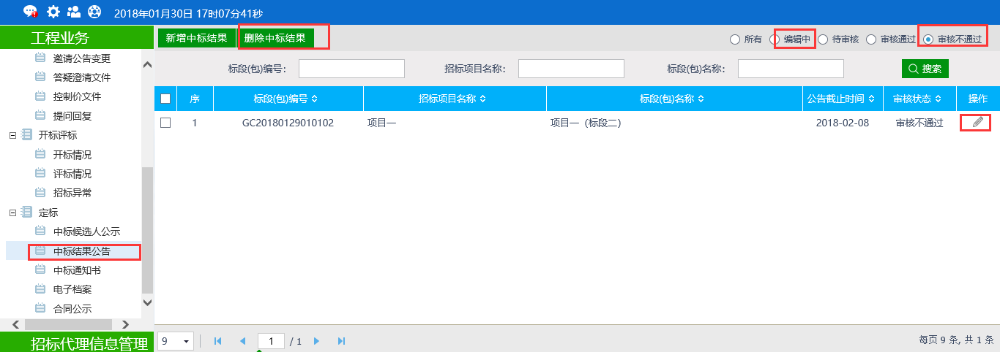 2018年01月30日 17时07分41秒
工程业务
邀请公告变更
答疑澄清文件
控制价文件
提问回复
开标评标
开标情况
评标情况
招标异常
定标
中标候选人公示
中标结果公告
中标通知书
电子档案
合同公示
招标代理信息管理
新增中标结果 删除中标结果 所有 编辑中 待审核 审核通过 审核不通过
标段(包)编号： 招标项目名称： 标段(包)名称： 搜索
序 标段(包)编号 招标项目名称 标段(包)名称 公告截止时间 审核状态 操作
1 GC20180129010102 项目一 项目一（标段二） 2018-02-08 审核不通过
9 1 / 1 每页 9 条, 共 1 条